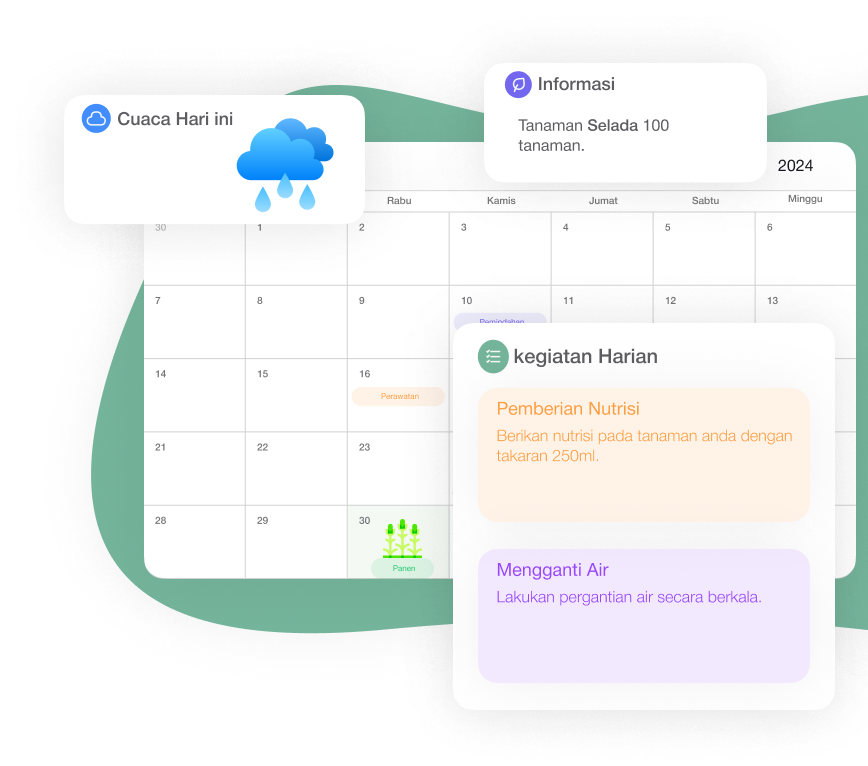 Cuaca Hari ini
Informasi
Tanaman Selada 100
tanaman.
2024
Rabu Kamis Jumat Sabtu Minggu
30 1 2 3 4 5 6
7 8 9 10 11 12 13
Pemindahan
14 15 16
Perawatan
21 22 23
28 29 30
Panen
kegiatan Harian
Pemberian Nutrisi
Berikan nutrisi pada tanaman anda dengan
takaran 250ml.
Mengganti Air
Lakukan pergantian air secara berkala.